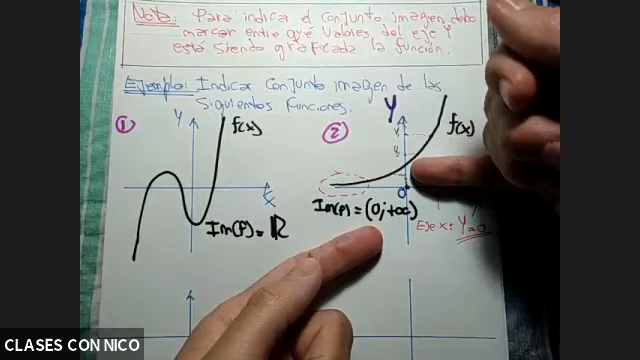 Nota: Para indicar el conjunto imagen debo
marcar entre qué valores del eje Y
está siendo graficada la función.
Ejemplo: Indicar Conjunto imagen de las
Siguientes Funciones.
1
Y
f(x)
X
Im(f) = ℝ
2
Y
f(x)
0
Im(f) = (0; +∞)
Eje x: Y=0
CLASES CON NICO